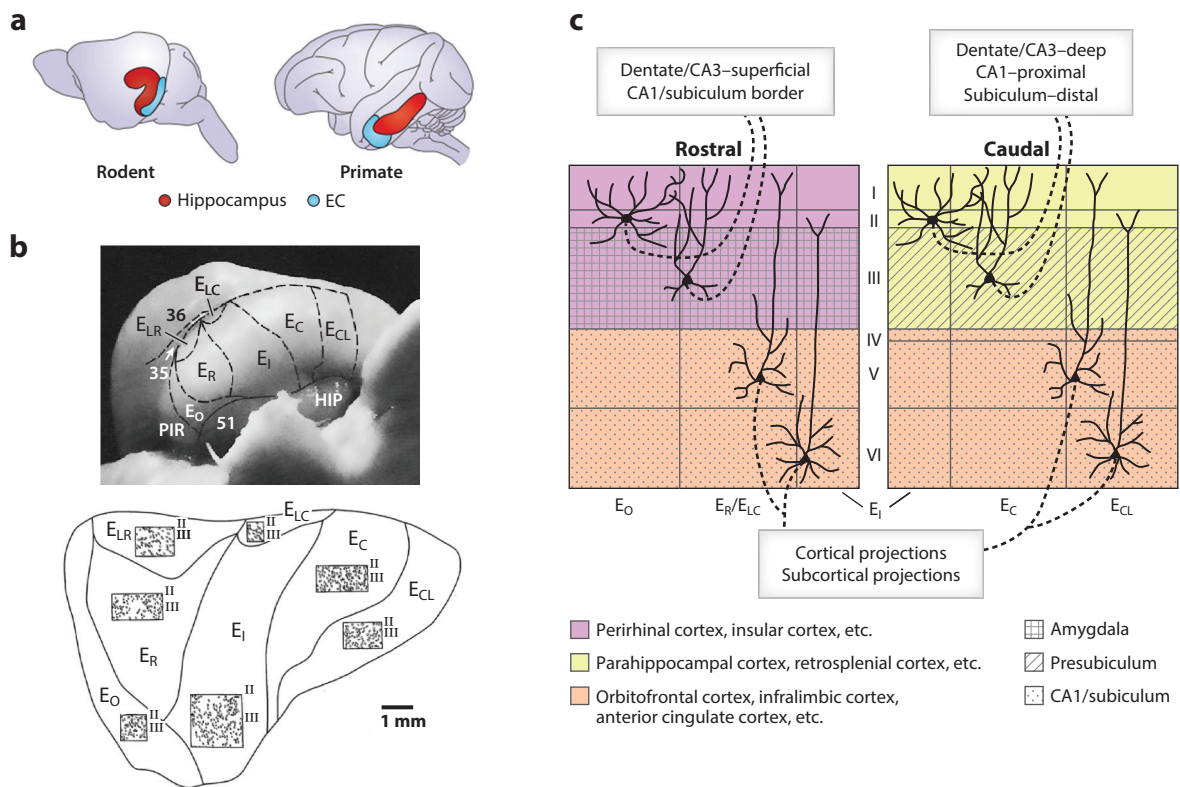 a
Rodent
Primate
Hippocampus
EC
b
E_LC
36
E_LR
E_C
E_CL
E_R
E_I
35
E_O
HIP
PIR
51
E_LC
E_LR
II
III
II
III
E_C
II
III
E_CL
II
III
E_I
II
III
E_R
E_O
II
III
II
III
1 mm
c
Dentate/CA3–superficial
CA1/subiculum border
Dentate/CA3–deep
CA1–proximal
Subiculum–distal
Rostral
Caudal
I
II
III
IV
V
VI
E_O
E_R/E_LC
E_I
E_C
E_CL
Cortical projections
Subcortical projections
Perirhinal cortex, insular cortex, etc.
Parahippocampal cortex, retrosplenial cortex, etc.
Orbitofrontal cortex, infralimbic cortex,
anterior cingulate cortex, etc.
Amygdala
Presubiculum
CA1/subiculum